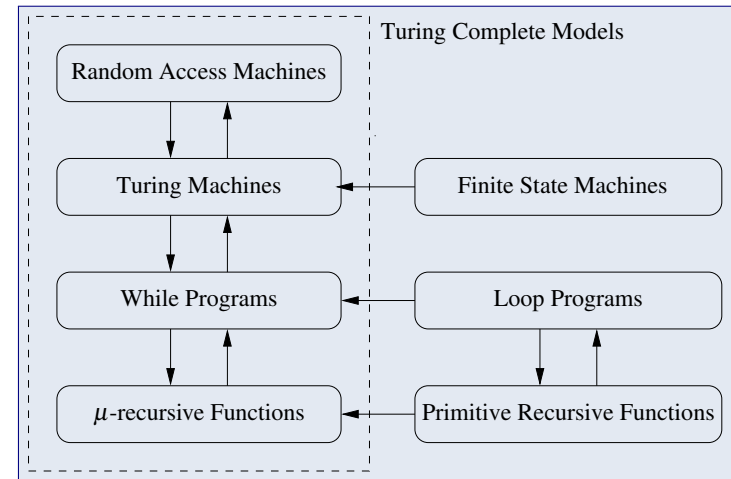 Turing Complete Models
Random Access Machines
Turing Machines
Finite State Machines
While Programs
Loop Programs
μ-recursive Functions
Primitive Recursive Functions